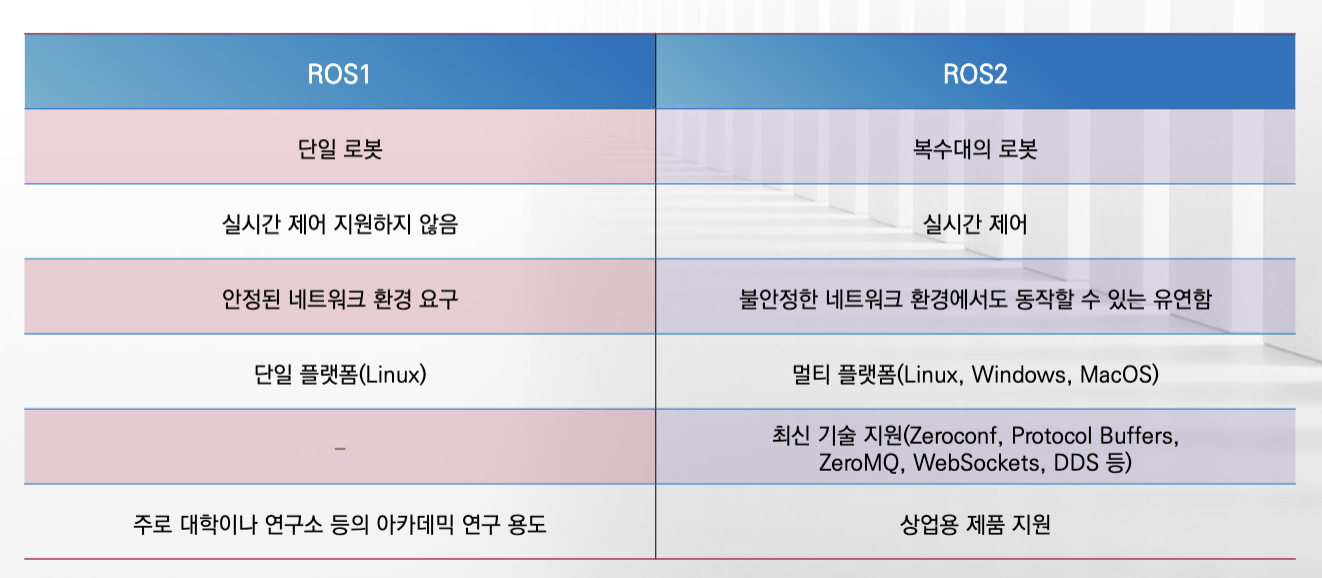 ROS1
ROS2
단일 로봇
복수대의 로봇
실시간 제어 지원하지 않음
실시간 제어
안정된 네트워크 환경 요구
불안정한 네트워크 환경에서도 동작할 수 있는 유연함
단일 플랫폼(Linux)
멀티 플랫폼(Linux, Windows, MacOS)
–
최신 기술 지원(Zeroconf, Protocol Buffers,
ZeroMQ, WebSockets, DDS 등)
주로 대학이나 연구소 등의 아카데믹 연구 용도
상업용 제품 지원